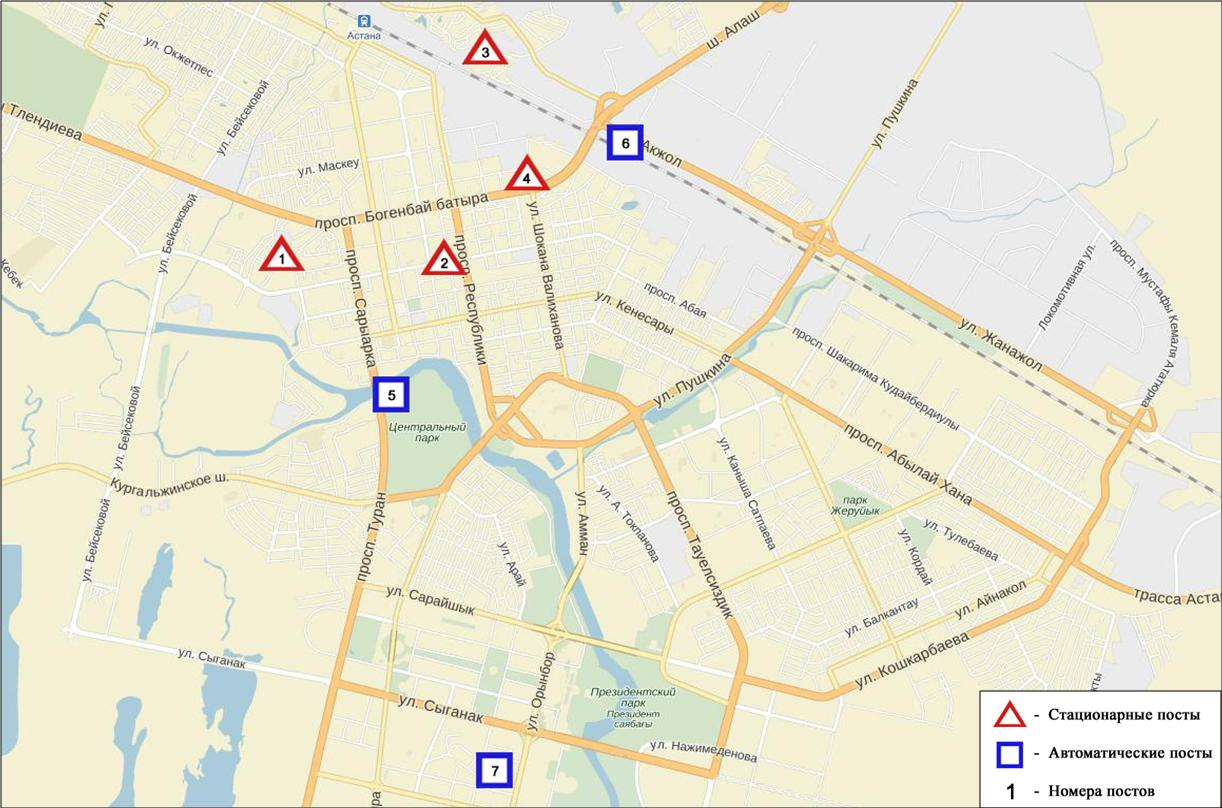 ул. Г
Астана
3
ш. Алаш
ул. Окжетпес
ул. Бейсековой
ул. Пушкина
Тлендиева
6
Акжол
ул. Маскеу
4
просп. Богенбай батыра
ул. Бейсековой
1
2
просп. Сарыарка
просп. Республики
ул. Шокана Валиханова
Кебек
просп. Абая
ул. Кенесары
Локомотивная ул.
просп. Мустафы Кемаля Ататюрка
ул. Жанажол
просп. Шакарима Кудайбердиулы
ул. Пушкина
5
Центральный
парк
ул. Бейсековой
просп. Абылай Хана
ул. Каныша Сатпаева
Кургальжинское ш.
просп. Туран
ул. Бейсековой
ул. Амман
ул. А. Токпанова
просп. Тауелсиздик
парк
Жеруйык
ул. Тулебаева
ул. Кордай
ул. Арай
ул. Сарайшык
ул. Балкантау
ул. Айнакол
трасса Аста
ул. Кошкарбаева
ул. Сыганак
ул. Сыганак
ул. Орынбор
Президентский
парк
Президент
саябағы
ул. Нажимеденова
кты
7
ра
- Стационарные посты
- Автоматические посты
1 - Номера постов